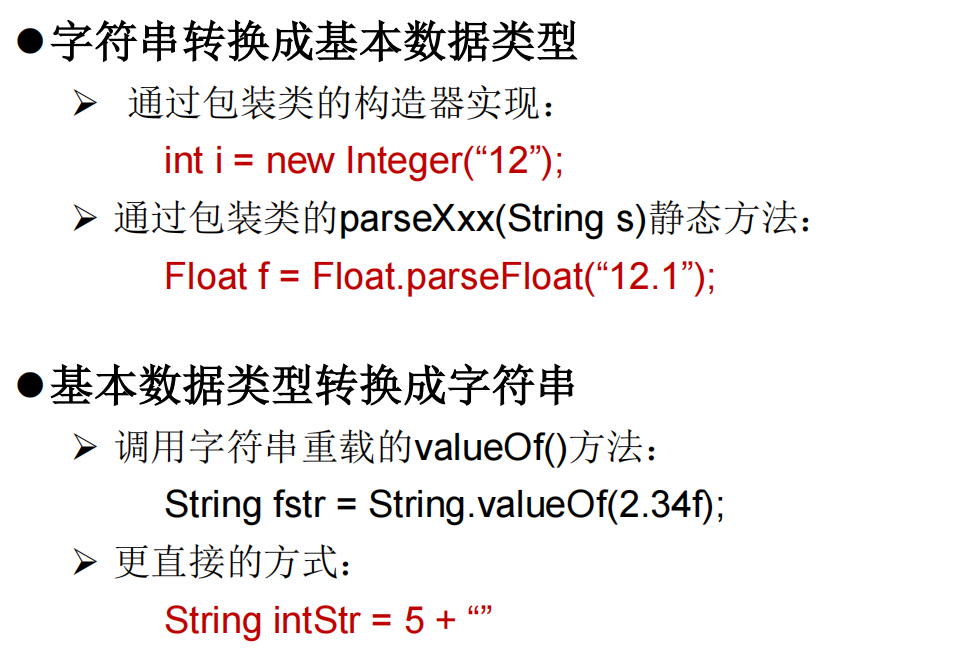 ●字符串转换成基本数据类型
➢ 通过包装类的构造器实现：
int i = new Integer(“12”);
➢ 通过包装类的parseXxx(String s)静态方法：
Float f = Float.parseFloat(“12.1”);
●基本数据类型转换成字符串
➢ 调用字符串重载的valueOf()方法：
String fstr = String.valueOf(2.34f);
➢ 更直接的方式：
String intStr = 5 + “”